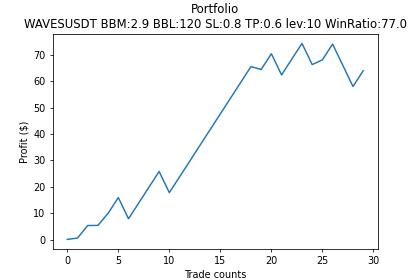 Portfolio
WAVESUSDT BBM:2.9 BBL:120 SL:0.8 TP:0.6 lev:10 WinRatio:77.0
70
60
50
40
30
20
10
0
Profit ($)
0 5 10 15 20 25 30
Trade counts